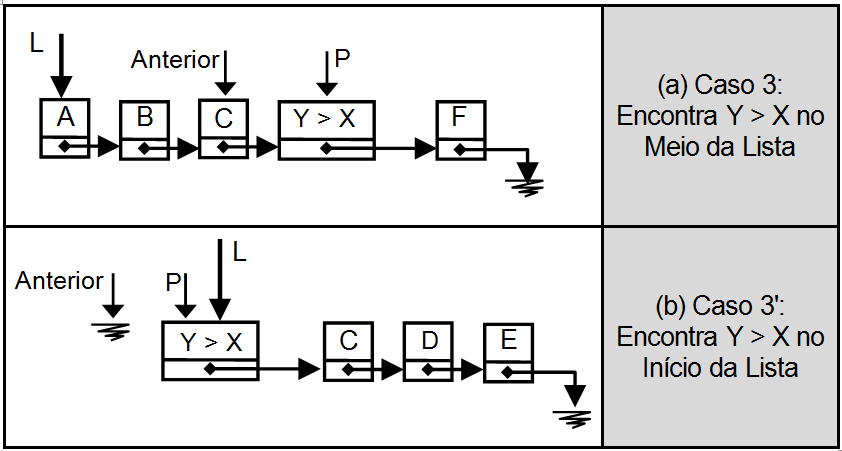 L
Anterior
P
A
B
C
Y > X
F
(a) Caso 3:
Encontra Y > X no
Meio da Lista
L
Anterior
P
Y > X
C
D
E
(b) Caso 3':
Encontra Y > X no
Início da Lista